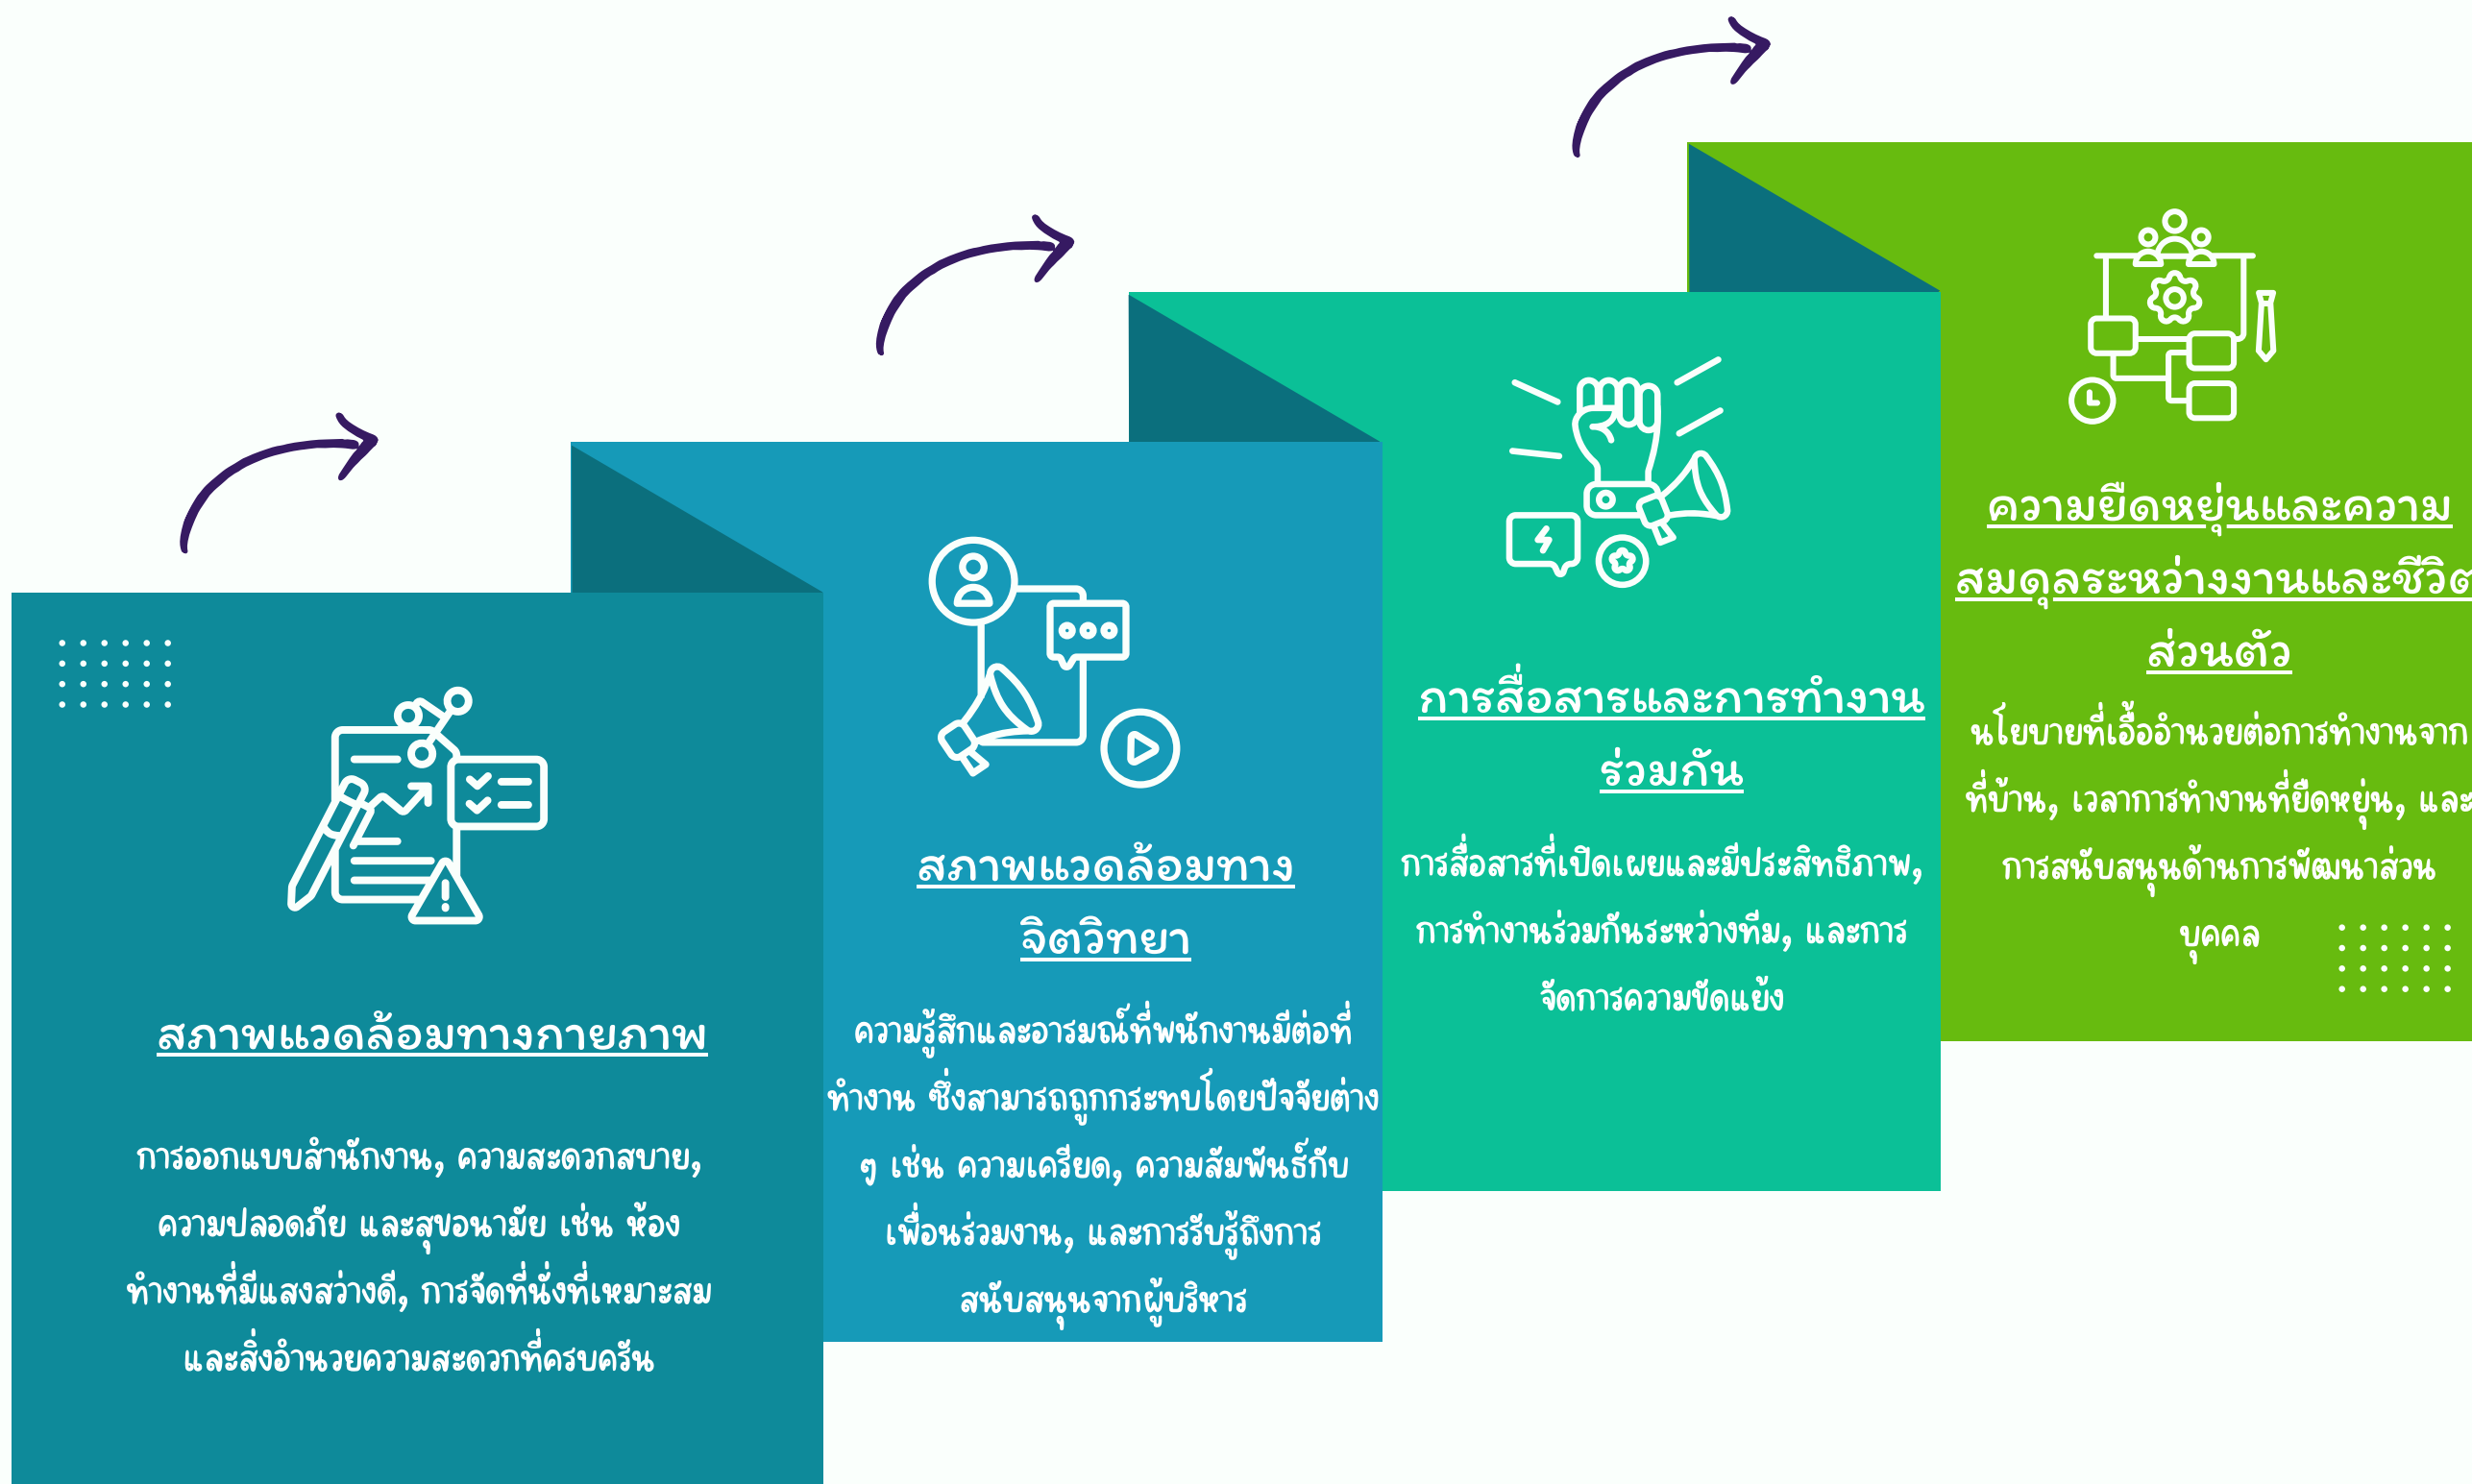 สภาพแวดล้อมทางกายภาพ
การออกแบบสำนักงาน, ความสะดวกสบาย,
ความปลอดภัย และสุขอนามัย เช่น ห้อง
ทำงานที่มีแสงสว่างดี, การจัดที่นั่งที่เหมาะสม
และสิ่งอำนวยความสะดวกที่ครบครัน
สภาพแวดล้อมทาง
จิตวิทยา
ความรู้สึกและอารมณ์ที่พนักงานมีต่อที่
ทำงาน ซึ่งสามารถถูกกระทบโดยปัจจัยต่าง
ๆ เช่น ความเครียด, ความสัมพันธ์กับ
เพื่อนร่วมงาน, และการรับรู้ถึงการ
สนับสนุนจากผู้บริหาร
การสื่อสารและการทำงาน
ร่วมกัน
การสื่อสารที่เปิดเผยและมีประสิทธิภาพ,
การทำงานร่วมกันระหว่างทีม, และการ
จัดการความขัดแย้ง
ความยืดหยุ่นและความ
สมดุลระหว่างงานและชีวิต
ส่วนตัว
นโยบายที่เอื้ออำนวยต่อการทำงานจาก
ที่บ้าน, เวลาการทำงานที่ยืดหยุ่น, และ
การสนับสนุนด้านการพัฒนาส่วน
บุคคล